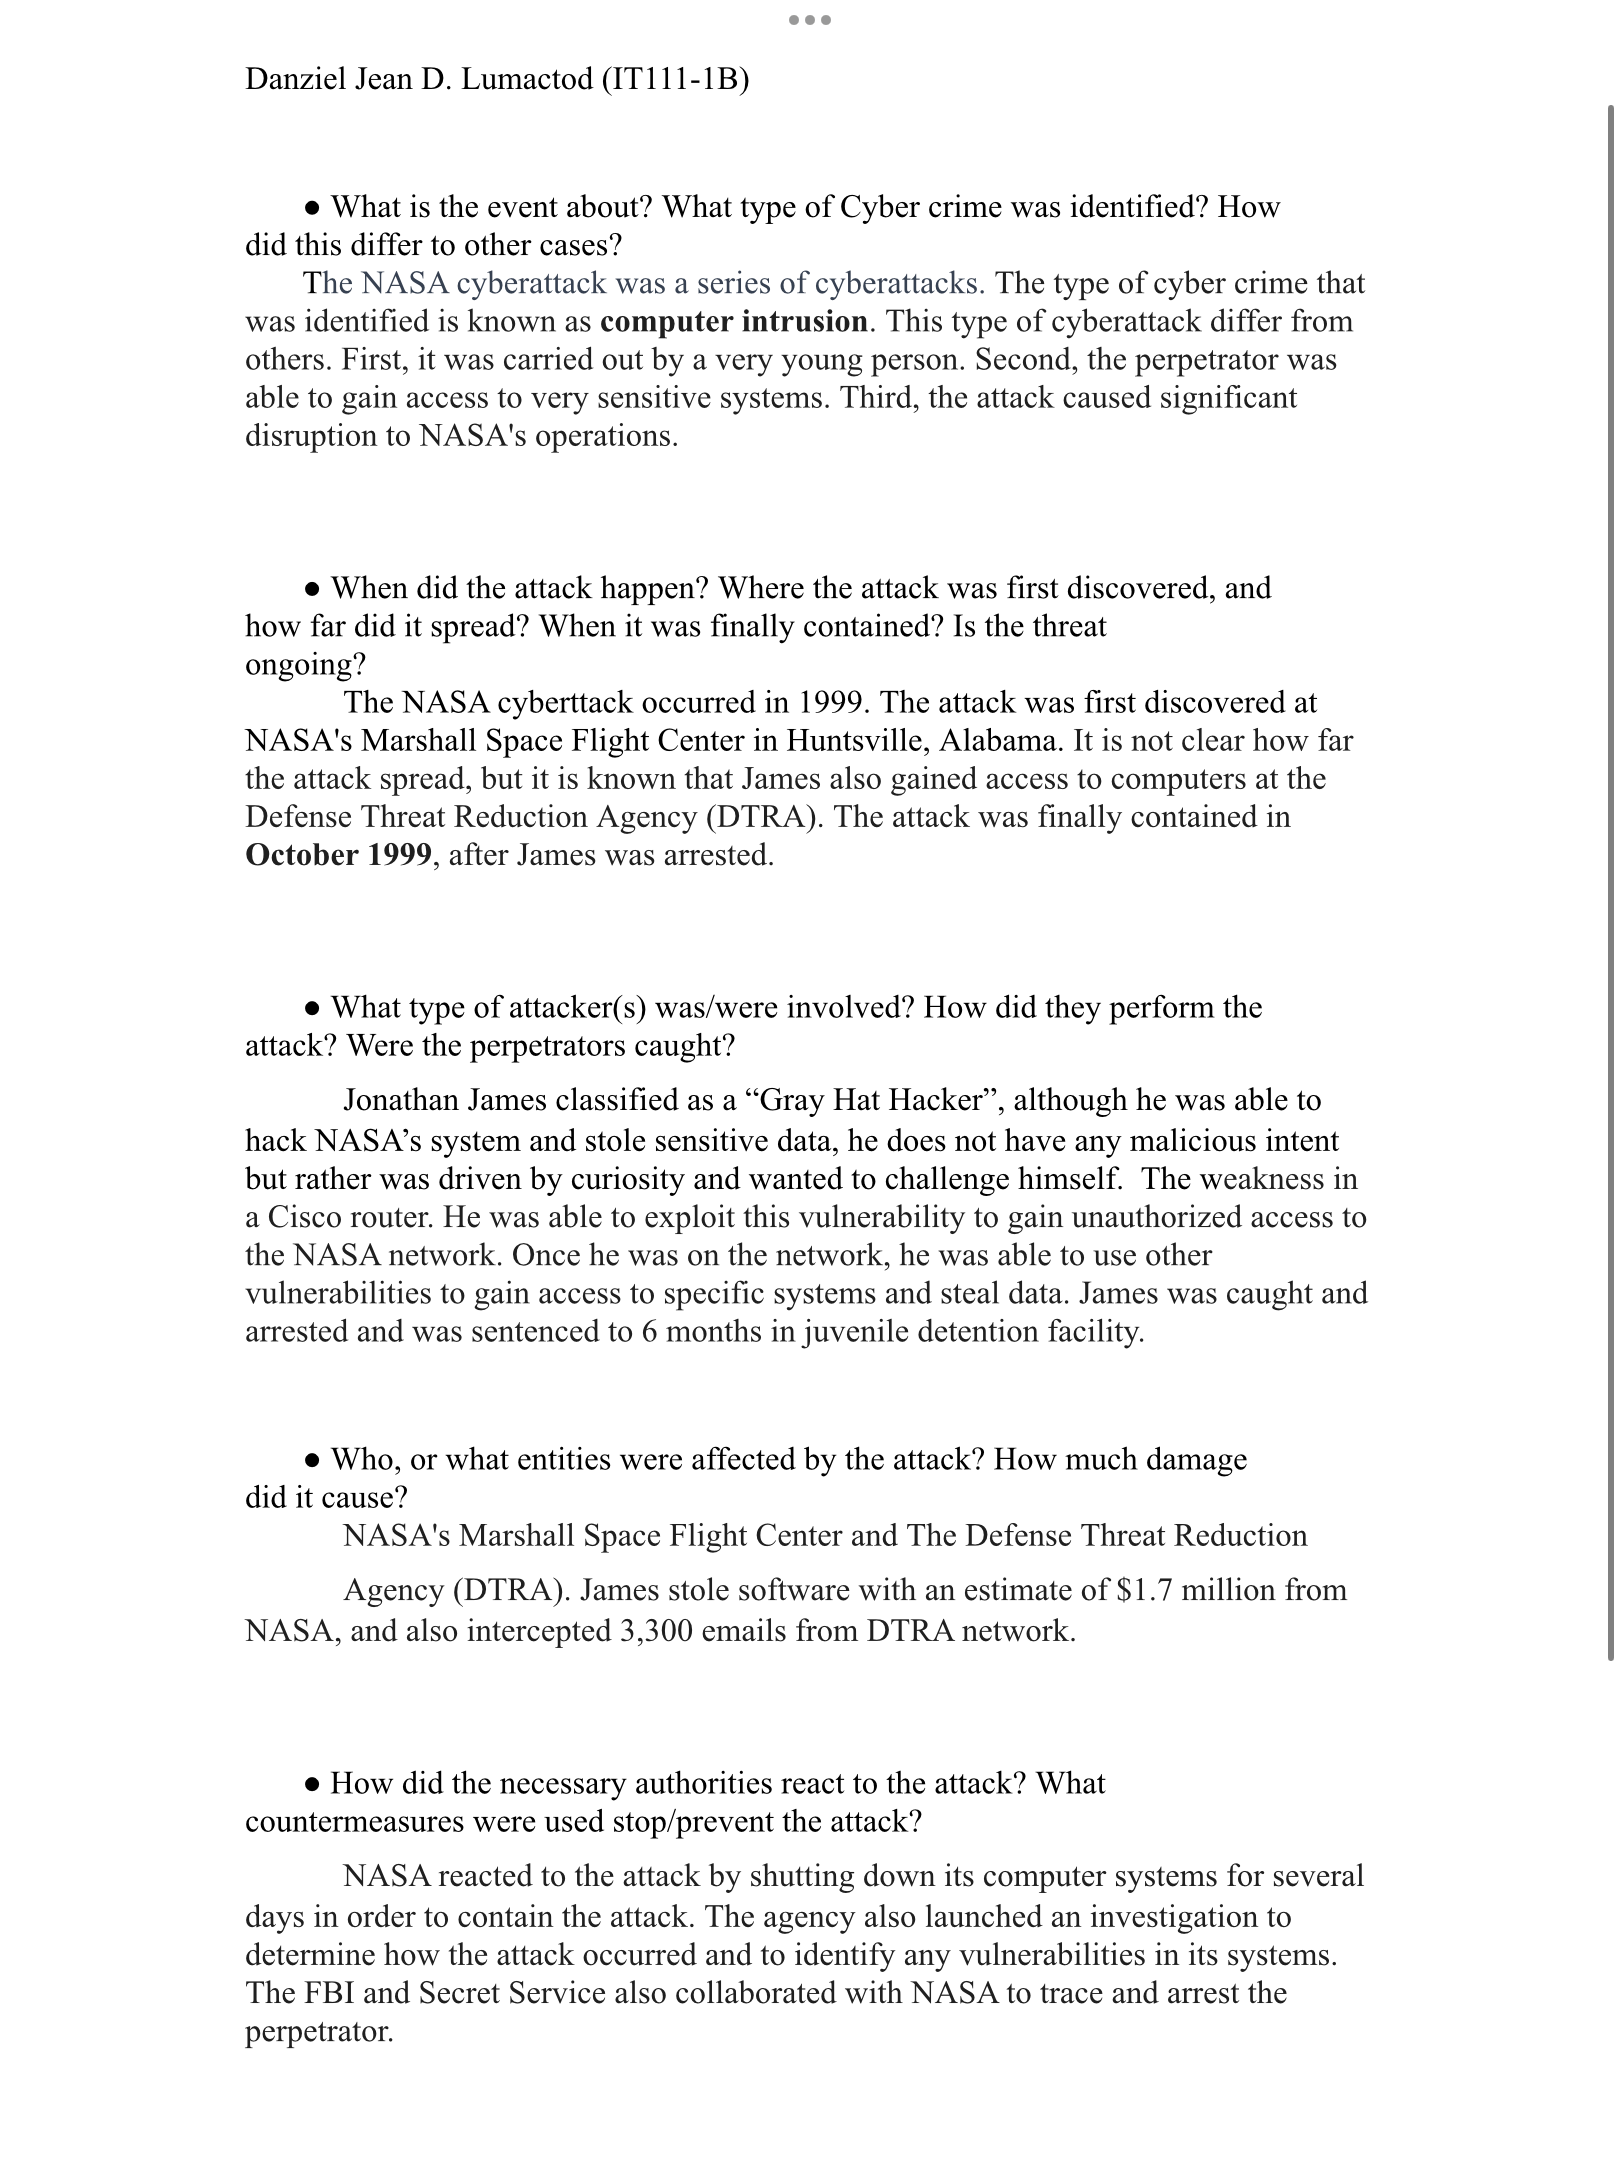 Danziel Jean D. Lumactod (IT111-1B)
● What is the event about? What type of Cyber crime was identified? How
did this differ to other cases?
The NASA cyberattack was a series of cyberattacks. The type of cyber crime that
was identified is known as computer intrusion. This type of cyberattack differ from
others. First, it was carried out by a very young person. Second, the perpetrator was
able to gain access to very sensitive systems. Third, the attack caused significant
disruption to NASA's operations.
● When did the attack happen? Where the attack was first discovered, and
how far did it spread? When it was finally contained? Is the threat
ongoing?
The NASA cyberttack occurred in 1999. The attack was first discovered at
NASA's Marshall Space Flight Center in Huntsville, Alabama. It is not clear how far
the attack spread, but it is known that James also gained access to computers at the
Defense Threat Reduction Agency (DTRA). The attack was finally contained in
October 1999, after James was arrested.
● What type of attacker(s) was/were involved? How did they perform the
attack? Were the perpetrators caught?
Jonathan James classified as a “Gray Hat Hacker”, although he was able to
hack NASA’s system and stole sensitive data, he does not have any malicious intent
but rather was driven by curiosity and wanted to challenge himself.  The weakness in
a Cisco router. He was able to exploit this vulnerability to gain unauthorized access to
the NASA network. Once he was on the network, he was able to use other
vulnerabilities to gain access to specific systems and steal data. James was caught and
arrested and was sentenced to 6 months in juvenile detention facility.
● Who, or what entities were affected by the attack? How much damage
did it cause?
NASA's Marshall Space Flight Center and The Defense Threat Reduction
Agency (DTRA). James stole software with an estimate of $1.7 million from
NASA, and also intercepted 3,300 emails from DTRA network.
● How did the necessary authorities react to the attack? What
countermeasures were used stop/prevent the attack?
NASA reacted to the attack by shutting down its computer systems for several
days in order to contain the attack. The agency also launched an investigation to
determine how the attack occurred and to identify any vulnerabilities in its systems.
The FBI and Secret Service also collaborated with NASA to trace and arrest the
perpetrator.